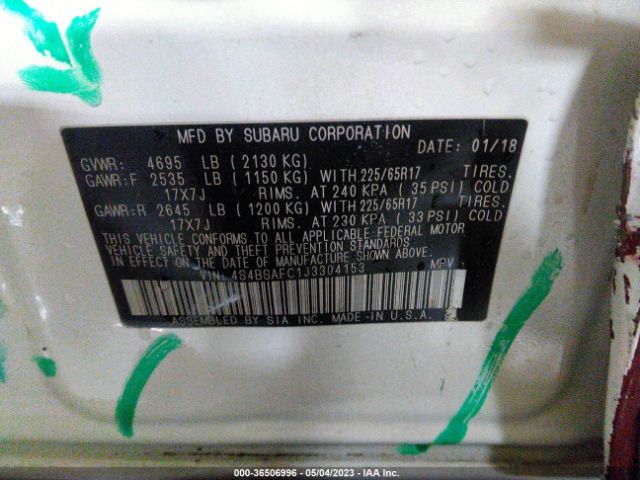 MFD BY SUBARU CORPORATION DATE: 01/18
GVWR: 4695 LB (2130 KG)
GAWR:F 2535 LB (1150 KG) WITH 225/65R17 TIRES.
17X7J RIMS. AT 240 KPA (35 PSI) COLD
GAWR:R 2645 LB (1200 KG) WITH 225/65R17 TIRES.
17X7J RIMS. AT 230 KPA (33 PSI) COLD
THIS VEHICLE CONFORMS TO ALL APPLICABLE FEDERAL MOTOR
VEHICLE SAFETY AND THEFT PREVENTION STANDARDS
IN EFFECT ON THE DATE OF MANUFACTURE SHOWN ABOVE.
VIN: 4S4BSAFC1J3304153 MPV
ASSEMBLED BY SIA INC. MADE IN U.S.A.
000-36506996 - 05/04/2023 - IAA Inc.